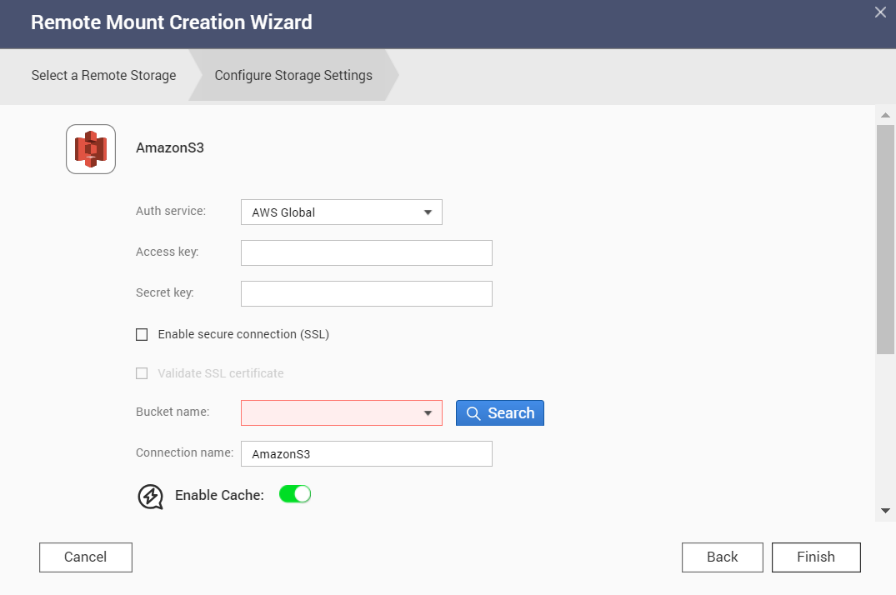 Remote Mount Creation Wizard
Select a Remote Storage
Configure Storage Settings
AmazonS3
Auth service:
AWS Global
Access key:
Secret key:
Enable secure connection (SSL)
Validate SSL certificate
Bucket name:
Search
Connection name:
AmazonS3
Enable Cache:
Cancel
Back
Finish